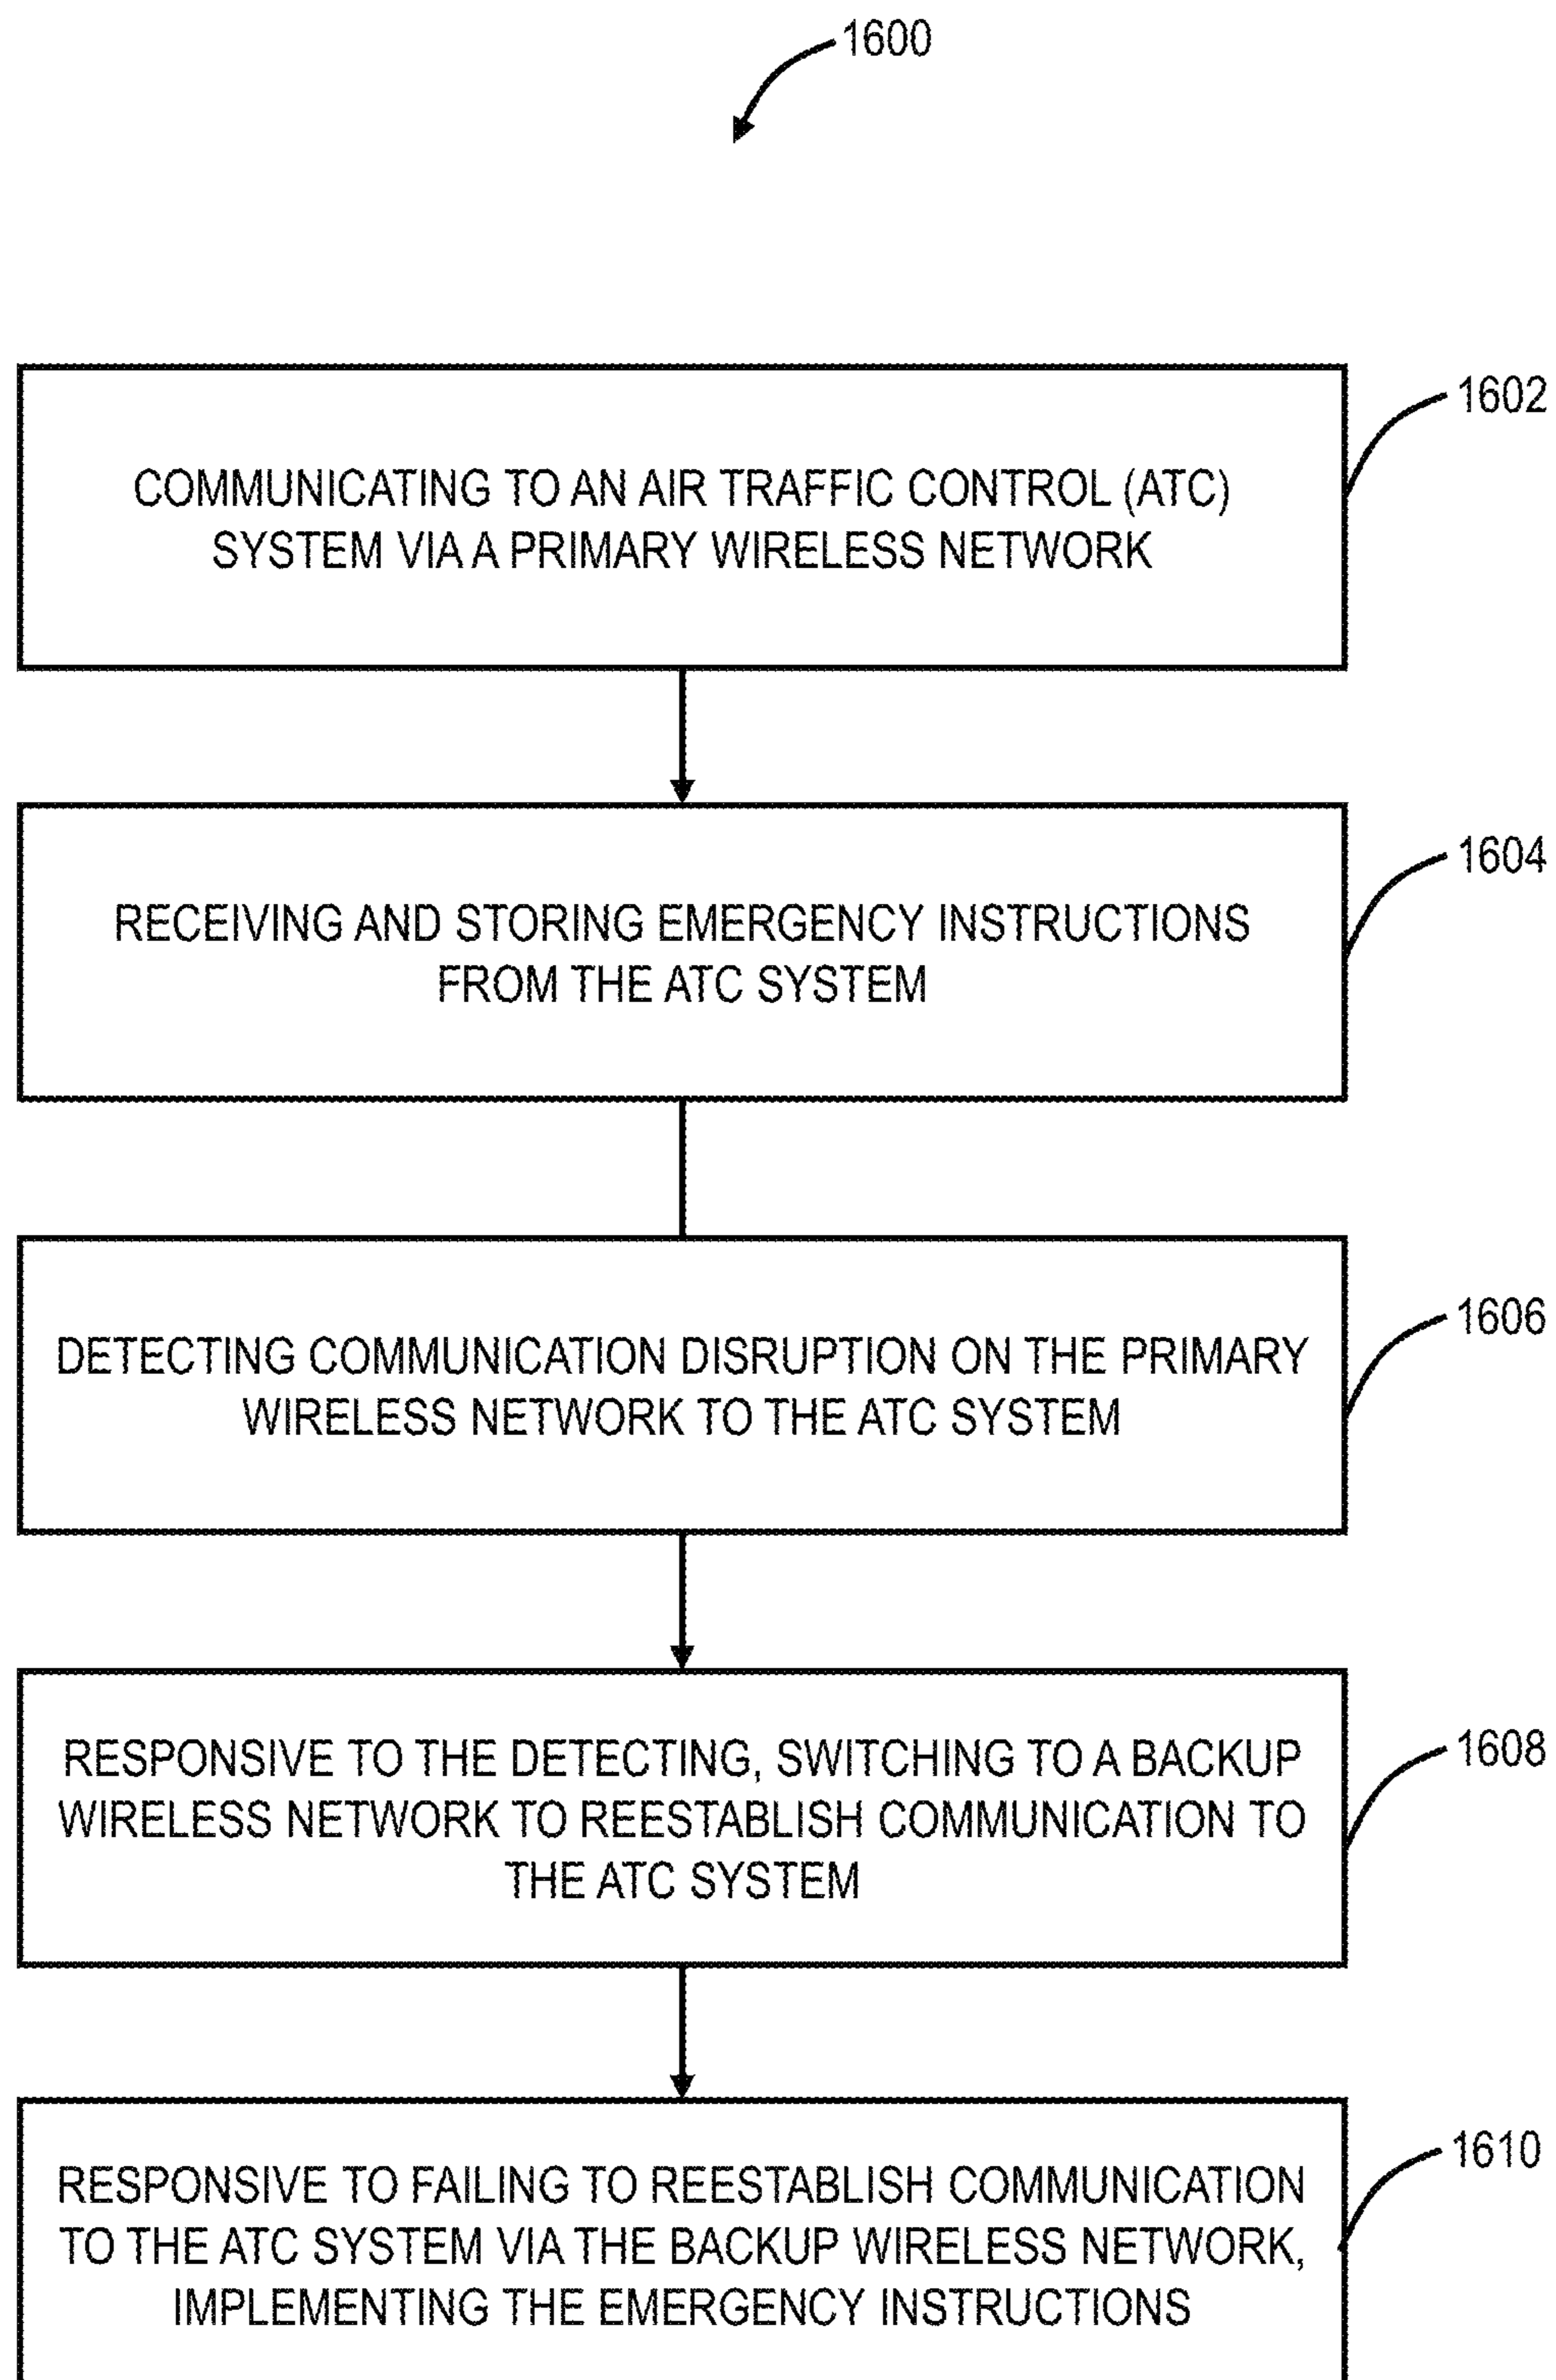 1600
1602
COMMUNICATING TO AN AIR TRAFFIC CONTROL (ATC)
SYSTEM VIA A PRIMARY WIRELESS NETWORK
1604
RECEIVING AND STORING EMERGENCY INSTRUCTIONS
FROM THE ATC SYSTEM
1606
DETECTING COMMUNICATION DISRUPTION ON THE PRIMARY
WIRELESS NETWORK TO THE ATC SYSTEM
1608
RESPONSIVE TO THE DETECTING, SWITCHING TO A BACKUP
WIRELESS NETWORK TO REESTABLISH COMMUNICATION TO
THE ATC SYSTEM
1610
RESPONSIVE TO FAILING TO REESTABLISH COMMUNICATION
TO THE ATC SYSTEM VIA THE BACKUP WIRELESS NETWORK,
IMPLEMENTING THE EMERGENCY INSTRUCTIONS